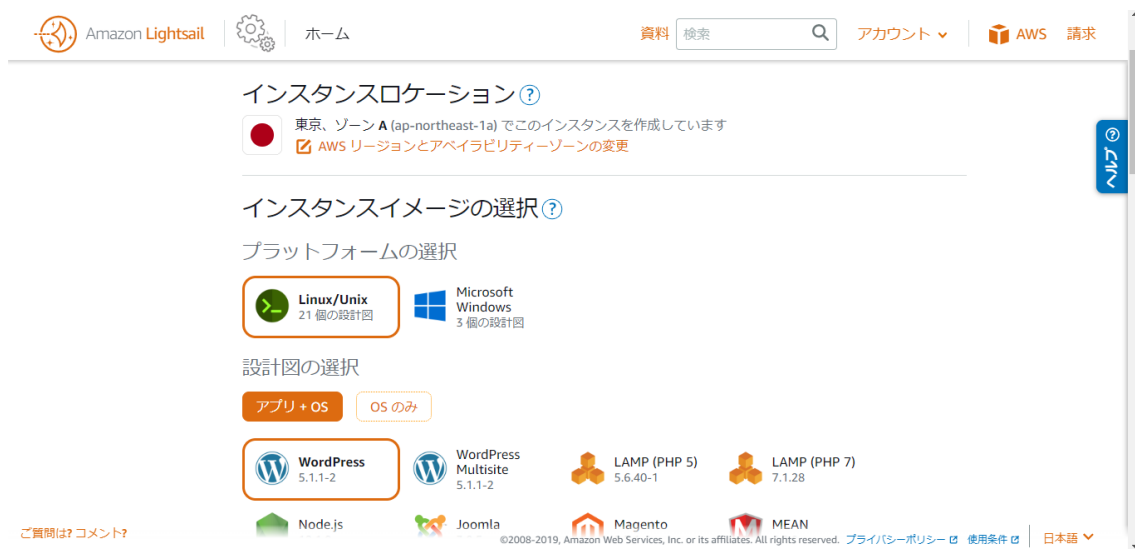 Amazon Lightsail
ホーム
資料
検索
アカウント
AWS
請求
インスタンスロケーション ?
東京、ゾーン A (ap-northeast-1a) でこのインスタンスを作成しています
AWS リージョンとアベイラビリティーゾーンの変更
? ヘルプ
インスタンスイメージの選択 ?
プラットフォームの選択
Linux/Unix
21 個の設計図
Microsoft
Windows
3 個の設計図
設計図の選択
アプリ + OS
OS のみ
WordPress
5.1.1-2
WordPress
Multisite
5.1.1-2
LAMP (PHP 5)
5.6.40-1
LAMP (PHP 7)
7.1.28
Node.js
Joomla
Magento
MEAN
ご質問は? コメント?
©2008-2019, Amazon Web Services, Inc. or its affiliates. All rights reserved.
プライバシーポリシー
使用条件
日本語